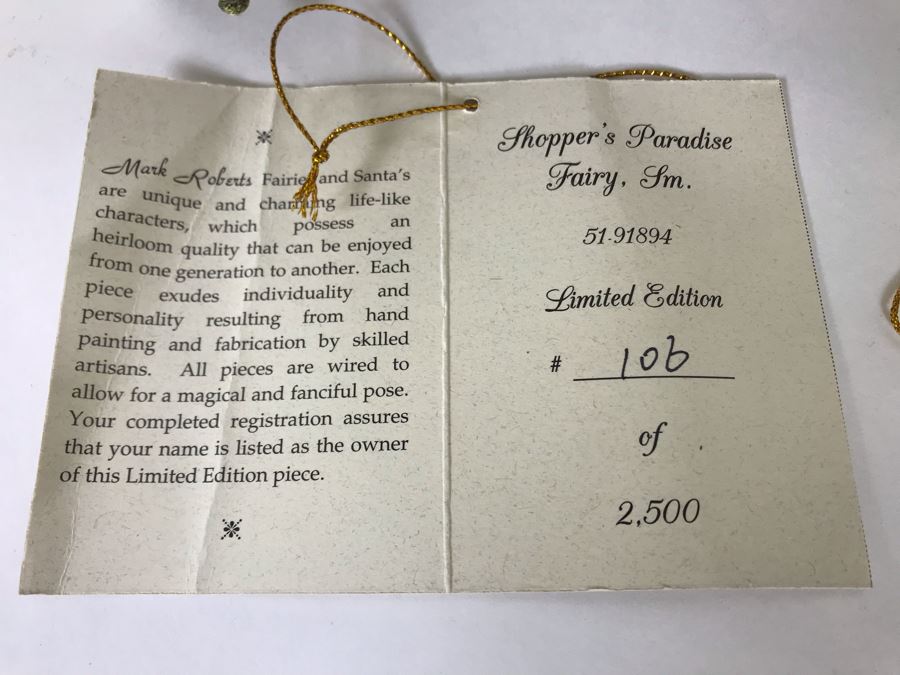 Mark Roberts Fairies and Santa's
are unique and charming life-like
characters, which possess an
heirloom quality that can be enjoyed
from one generation to another. Each
piece exudes individuality and
personality resulting from hand
painting and fabrication by skilled
artisans. All pieces are wired to
allow for a magical and fanciful pose.
Your completed registration assures
that your name is listed as the owner
of this Limited Edition piece.
Shopper's Paradise
Fairy, Sm.
51-91894
Limited Edition
# 106
of
2,500